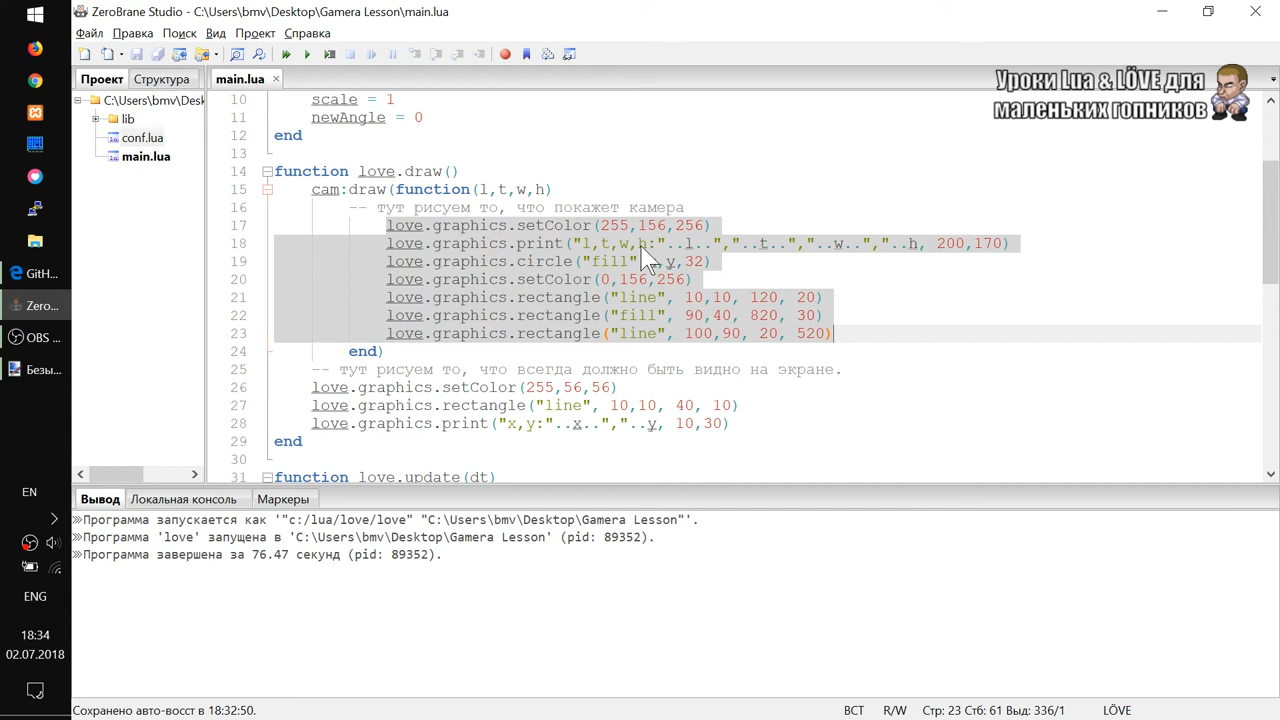 ZeroBrane Studio - C:\Users\bmv\Desktop\Gamera Lesson\main.lua
Файл Правка Поиск Вид Проект Справка
Проект Структура
main.lua
C:\Users\bmv\Desk
lib
conf.lua
main.lua
Уроки Lua & LÖVE для
маленьких гопников
10 scale = 1
11 newAngle = 0
12 end
13
14 function love.draw()
15 cam:draw(function(l,t,w,h)
16 -- тут рисуем то, что покажет камера
17 love.graphics.setColor(255,156,256)
18 love.graphics.print("l,t,w,h:"..l..","..t..","..w..","..h, 200,170)
19 love.graphics.circle("fill" ,y,32)
20 love.graphics.setColor(0,156,256)
21 love.graphics.rectangle("line", 10,10, 120, 20)
22 love.graphics.rectangle("fill", 90,40, 820, 30)
23 love.graphics.rectangle("line", 100,90, 20, 520)
24 end)
25 -- тут рисуем то, что всегда должно быть видно на экране.
26 love.graphics.setColor(255,56,56)
27 love.graphics.rectangle("line", 10,10, 40, 10)
28 love.graphics.print("x,y:"..x..","..y, 10,30)
29 end
30
31 function love.update(dt)
GitH...
Zero...
OBS ...
Безы...
EN
ENG
18:34
02.07.2018
Вывод Локальная консоль Маркеры
Программа запускается как '"c:/lua/love/love" "C:\Users\bmv\Desktop\Gamera Lesson"'.
Программа 'love' запущена в 'C:\Users\bmv\Desktop\Gamera Lesson' (pid: 89352).
Программа завершена за 76.47 секунд (pid: 89352).
Сохранено авто-восст в 18:32:50.
ВСТ R/W Стр: 23 Стб: 61 Выд: 336/1 LÖVE